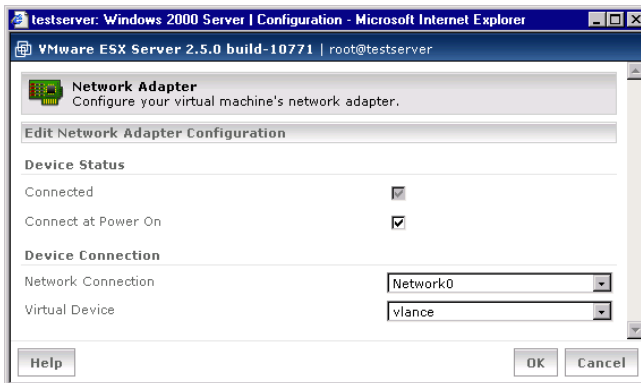 testserver: Windows 2000 Server | Configuration - Microsoft Internet Explorer
VMware ESX Server 2.5.0 build-10771 | root@testserver
Network Adapter
Configure your virtual machine's network adapter.
Edit Network Adapter Configuration
Device Status
Connected
Connect at Power On
Device Connection
Network Connection Network0
Virtual Device vlance
Help OK Cancel